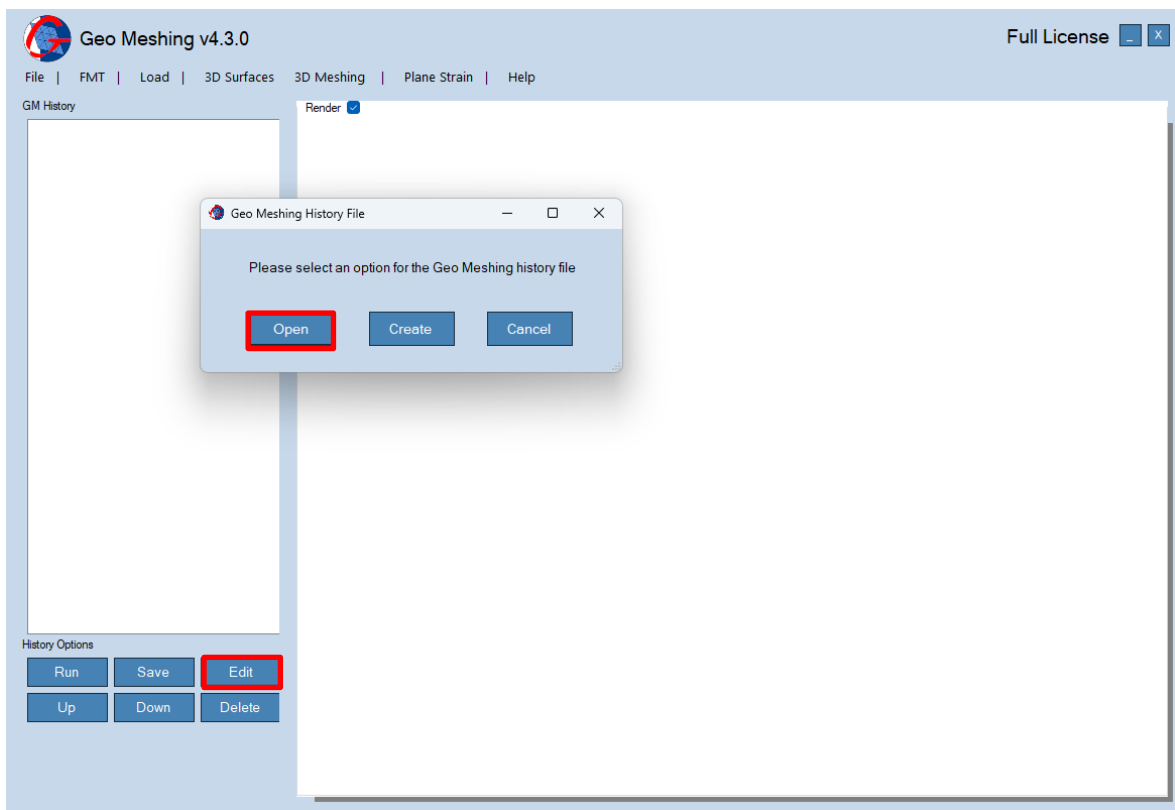 Geo Meshing v4.3.0
Full License _ X
File | FMT | Load | 3D Surfaces 3D Meshing | Plane Strain | Help
GM History
Render
Geo Meshing History File
Please select an option for the Geo Meshing history file
Open Create Cancel
History Options
Run Save Edit
Up Down Delete